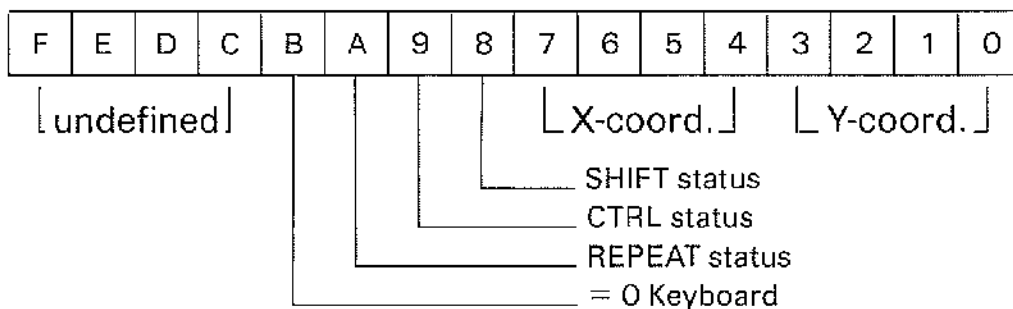 F E D C B A 9 8 7 6 5 4 3 2 1 0
undefined X-coord. Y-coord.
SHIFT status
CTRL status
REPEAT status
= 0 Keyboard